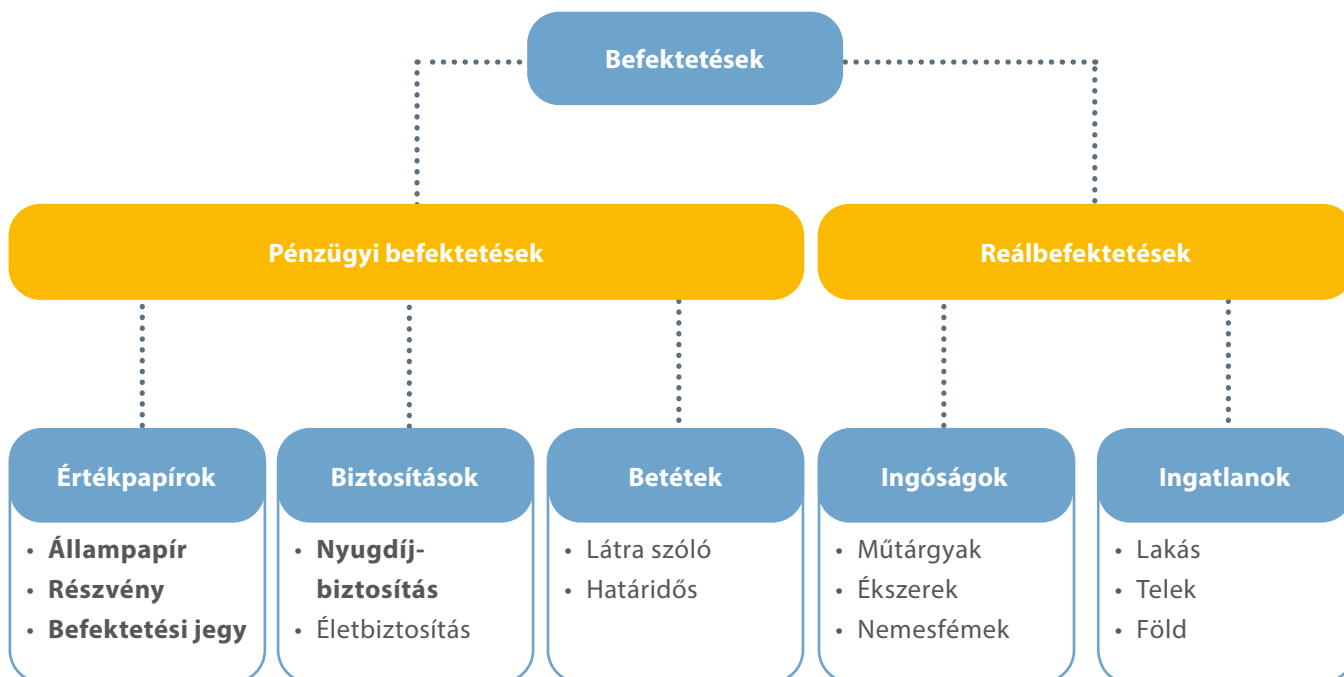 Befektetések
Pénzügyi befektetések
Reálbefektetések
Értékpapírok
• Állampapír
• Részvény
• Befektetési jegy
Biztosítások
• Nyugdíj-
biztosítás
• Életbiztosítás
Betétek
• Látra szóló
• Határidős
Ingóságok
• Műtárgyak
• Ékszerek
• Nemesfémek
Ingatlanok
• Lakás
• Telek
• Föld